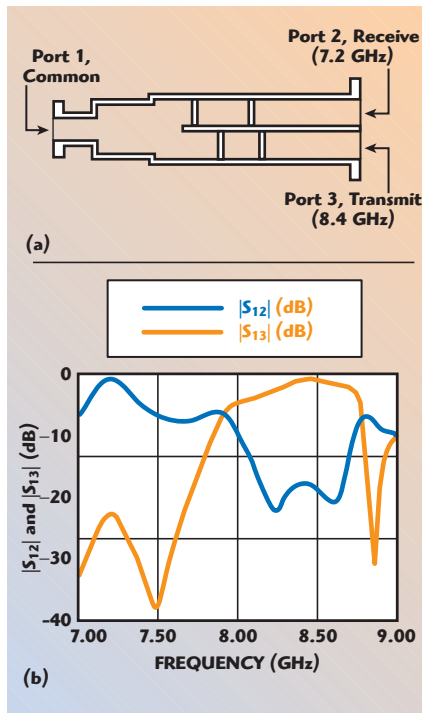 Port 1,
Common
Port 2, Receive
(7.2 GHz)
Port 3, Transmit
(8.4 GHz)
(a)
|S12| (dB)
|S13| (dB)
|S12| and |S13| (dB)
0
–10
–20
–30
-40
7.00 7.50 8.00 8.50 9.00
FREQUENCY (GHz)
(b)